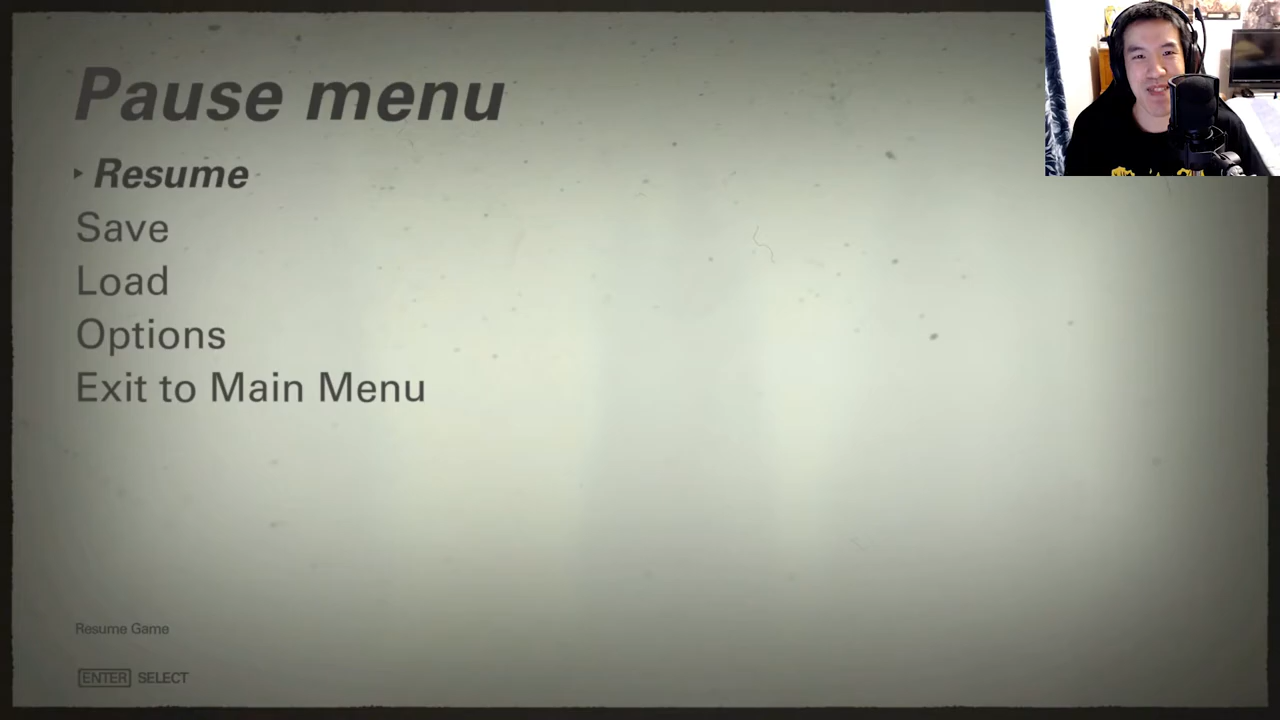 Pause menu
Resume
Save
Load
Options
Exit to Main Menu
Resume Game
ENTER SELECT